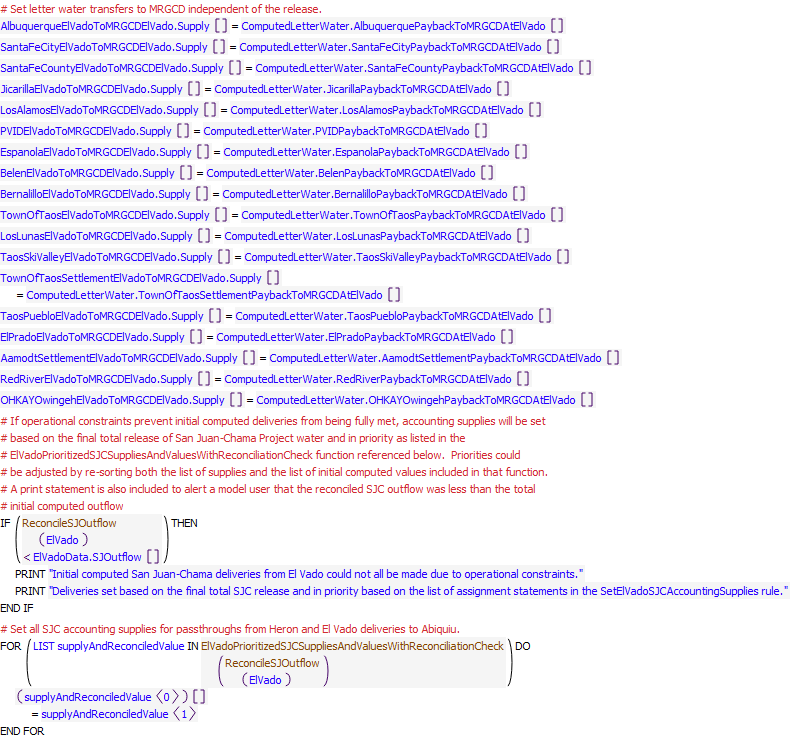 # Set letter water transfers to MRGCD independent of the release.
AlbuquerqueElVadoToMRGCDElVado.Supply [] = ComputedLetterWater.AlbuquerquePaybackToMRGCDAtElVado []
SantaFeCityElVadoToMRGCDElVado.Supply [] = ComputedLetterWater.SantaFeCityPaybackToMRGCDAtElVado []
SantaFeCountyElVadoToMRGCDElVado.Supply [] = ComputedLetterWater.SantaFeCountyPaybackToMRGCDAtElVado []
JicarillaElVadoToMRGCDElVado.Supply [] = ComputedLetterWater.JicarillaPaybackToMRGCDAtElVado []
LosAlamosElVadoToMRGCDElVado.Supply [] = ComputedLetterWater.LosAlamosPaybackToMRGCDAtElVado []
PVIDElVadoToMRGCDElVado.Supply [] = ComputedLetterWater.PVIDPaybackToMRGCDAtElVado []
EspanolaElVadoToMRGCDElVado.Supply [] = ComputedLetterWater.EspanolaPaybackToMRGCDAtElVado []
BelenElVadoToMRGCDElVado.Supply [] = ComputedLetterWater.BelenPaybackToMRGCDAtElVado []
BernalilloElVadoToMRGCDElVado.Supply [] = ComputedLetterWater.BernalilloPaybackToMRGCDAtElVado []
TownOfTaosElVadoToMRGCDElVado.Supply [] = ComputedLetterWater.TownOfTaosPaybackToMRGCDAtElVado []
LosLunasElVadoToMRGCDElVado.Supply [] = ComputedLetterWater.LosLunasPaybackToMRGCDAtElVado []
TaosSkiValleyElVadoToMRGCDElVado.Supply [] = ComputedLetterWater.TaosSkiValleyPaybackToMRGCDAtElVado []
TownOfTaosSettlementElVadoToMRGCDElVado.Supply []
= ComputedLetterWater.TownOfTaosSettlementPaybackToMRGCDAtElVado []
TaosPuebloElVadoToMRGCDElVado.Supply [] = ComputedLetterWater.TaosPuebloPaybackToMRGCDAtElVado []
ElPradoElVadoToMRGCDElVado.Supply [] = ComputedLetterWater.ElPradoPaybackToMRGCDAtElVado []
AamodtSettlementElVadoToMRGCDElVado.Supply [] = ComputedLetterWater.AamodtSettlementPaybackToMRGCDAtElVado []
RedRiverElVadoToMRGCDElVado.Supply [] = ComputedLetterWater.RedRiverPaybackToMRGCDAtElVado []
OHKAYOwingehElVadoToMRGCDElVado.Supply [] = ComputedLetterWater.OHKAYOwingehPaybackToMRGCDAtElVado []
# If operational constraints prevent initial computed deliveries from being fully met, accounting supplies will be set
# based on the final total release of San Juan-Chama Project water and in priority as listed in the
# ElVadoPrioritizedSJCSuppliesAndValuesWithReconciliationCheck function referenced below. Priorities could
# be adjusted by re-sorting both the list of supplies and the list of initial computed values included in that function.
# A print statement is also included to alert a model user that the reconciled SJC outflow was less than the total
# initial computed outflow
IF ( ReconcileSJOutflow
( ElVado )
< ElVadoData.SJOutflow [] ) THEN
PRINT "Initial computed San Juan-Chama deliveries from El Vado could not all be made due to operational constraints."
PRINT "Deliveries set based on the final total SJC release and in priority based on the list of assignment statements in the SetElVadoSJCAccountingSupplies rule."
END IF
# Set all SJC accounting supplies for passthroughs from Heron and El Vado deliveries to Abiquiu.
FOR ( LIST supplyAndReconciledValue IN ElVadoPrioritizedSJCSuppliesAndValuesWithReconciliationCheck ) DO
( ReconcileSJOutflow
( ElVado ) )
( supplyAndReconciledValue 〈0〉 ) []
= supplyAndReconciledValue 〈1〉
END FOR